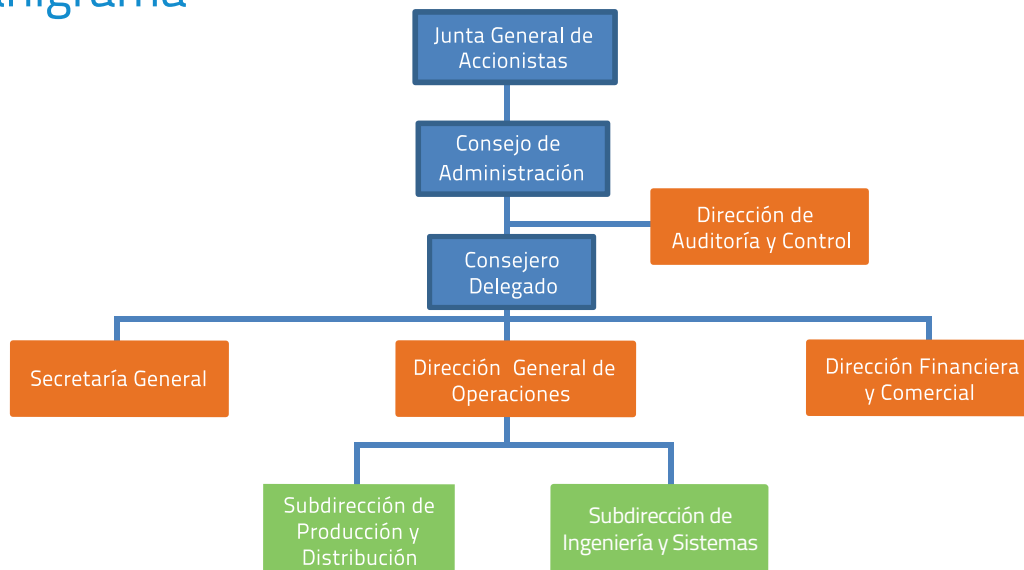 Junta General de
Accionistas
Consejo de
Administración
Dirección de
Auditoría y Control
Consejero
Delegado
Secretaría General
Dirección General de
Operaciones
Dirección Financiera
y Comercial
Subdirección de
Producción y
Distribución
Subdirección de
Ingeniería y Sistemas